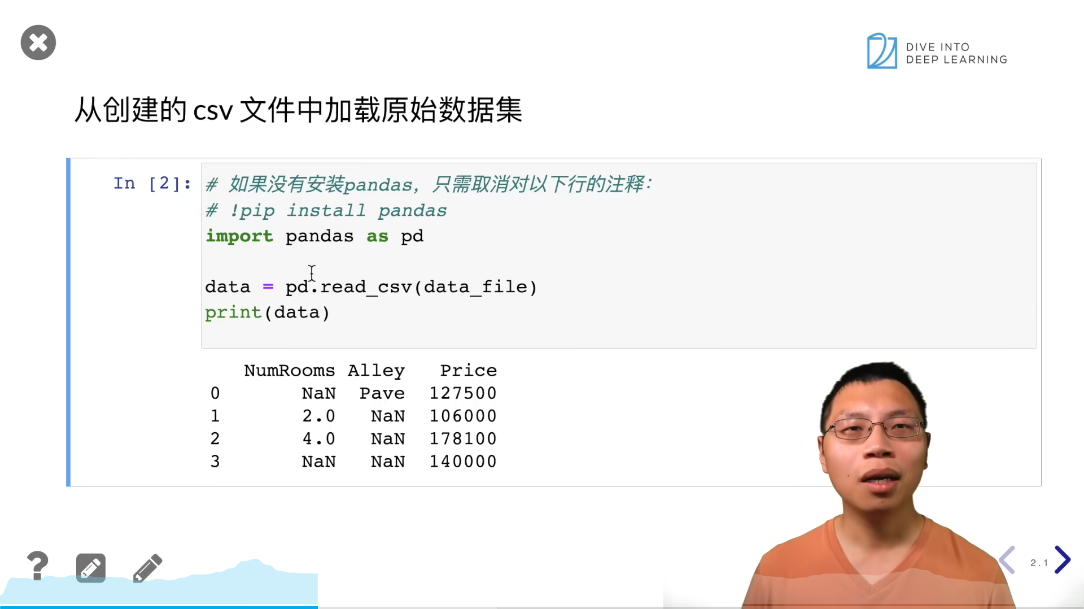 DIVE INTO
DEEP LEARNING
从创建的 csv 文件中加载原始数据集
In [2]:
# 如果没有安装pandas，只需取消对以下行的注释：
# !pip install pandas
import pandas as pd
data = pd.read_csv(data_file)
print(data)
NumRooms Alley Price
0 NaN Pave 127500
1 2.0 NaN 106000
2 4.0 NaN 178100
3 NaN NaN 140000
?
2.1